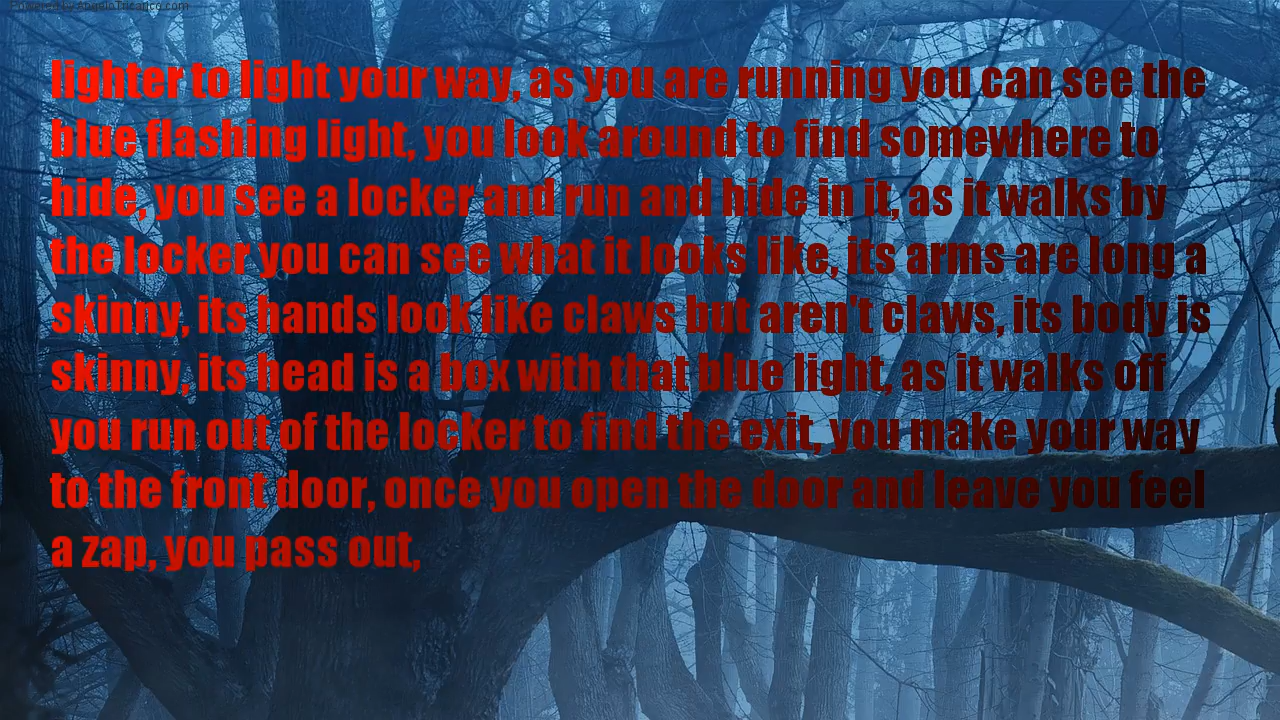 Powered by AngeloTricarico.com
lighter to light your way, as you are running you can see the
blue flashing light, you look around to find somewhere to
hide, you see a locker and run and hide in it, as it walks by
the locker you can see what it looks like, its arms are long a
skinny, its hands look like claws but aren't claws, its body is
skinny, its head is a box with that blue light, as it walks off
you run out of the locker to find the exit, you make your way
to the front door, once you open the door and leave you feel
a zap, you pass out,